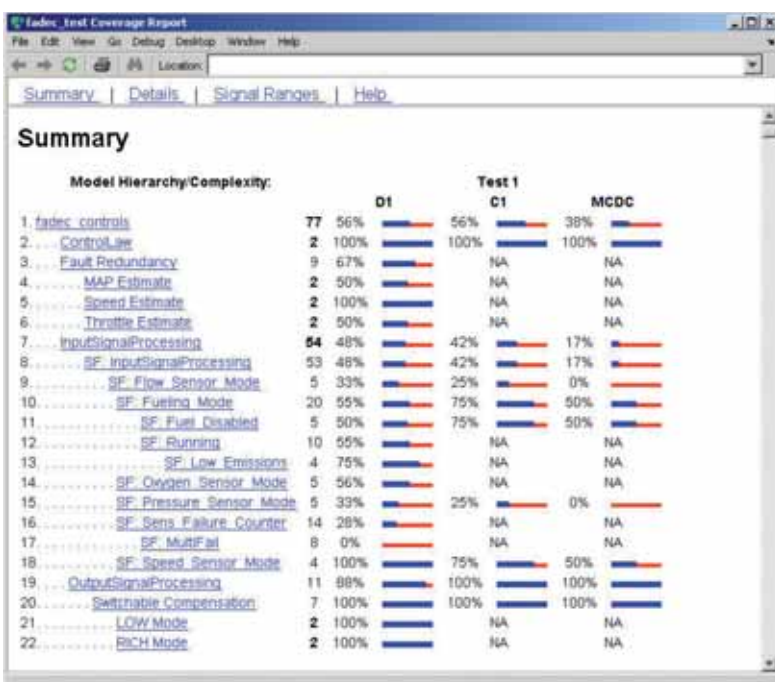 fadec_test Coverage Report
File Edit View Go Debug Desktop Window Help
Location:
Summary | Details | Signal Ranges | Help
Summary
Model Hierarchy/Complexity: Test 1
D1 C1 MCDC
1. fadec_controls 77 56% 56% 38%
2. . . . ControlLaw 2 100% 100% 100%
3. . . . Fault Redundancy 9 67% NA NA
4. . . . . . . MAP Estimate 2 50% NA NA
5. . . . . . . Speed Estimate 2 100% NA NA
6. . . . . . . Throttle Estimate 2 50% NA NA
7. . . . InputSignalProcessing 54 48% 42% 17%
8. . . . . . . SF: InputSignalProcessing 53 48% 42% 17%
9. . . . . . . . . . SF: Flow_Sensor_Mode 5 33% 25% 0%
10. . . . . . . . . . SF: Fueling_Mode 20 55% 75% 50%
11. . . . . . . . . . . . . SF: Fuel_Disabled 5 50% 75% 50%
12. . . . . . . . . . . . . SF: Running 10 55% NA NA
13. . . . . . . . . . . . . . . . SF: Low_Emissions 4 75% NA NA
14. . . . . . . . . . SF: Oxygen_Sensor_Mode 5 56% NA NA
15. . . . . . . . . . SF: Pressure_Sensor_Mode 5 33% 25% 0%
16. . . . . . . . . . SF: Sens_Failure_Counter 14 28% NA NA
17. . . . . . . . . . . . . SF: MultiFail 8 0% NA NA
18. . . . . . . . . . SF: Speed_Sensor_Mode 4 100% 75% 50%
19. . . . OutputSignalProcessing 11 88% 100% 100%
20. . . . . . . Switchable Compensation 7 100% 100% 100%
21. . . . . . . . . . LOW Mode 2 100% NA NA
22. . . . . . . . . . RICH Mode 2 100% NA NA